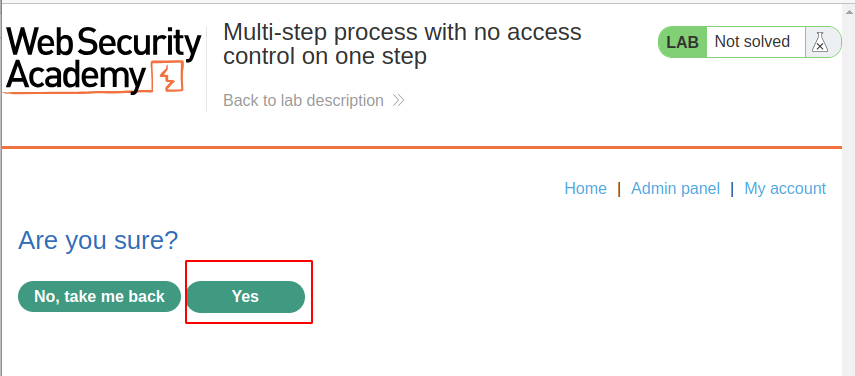 Web Security
Academy
Multi-step process with no access
control on one step
LAB Not solved
Back to lab description
Home | Admin panel | My account
Are you sure?
No, take me back Yes